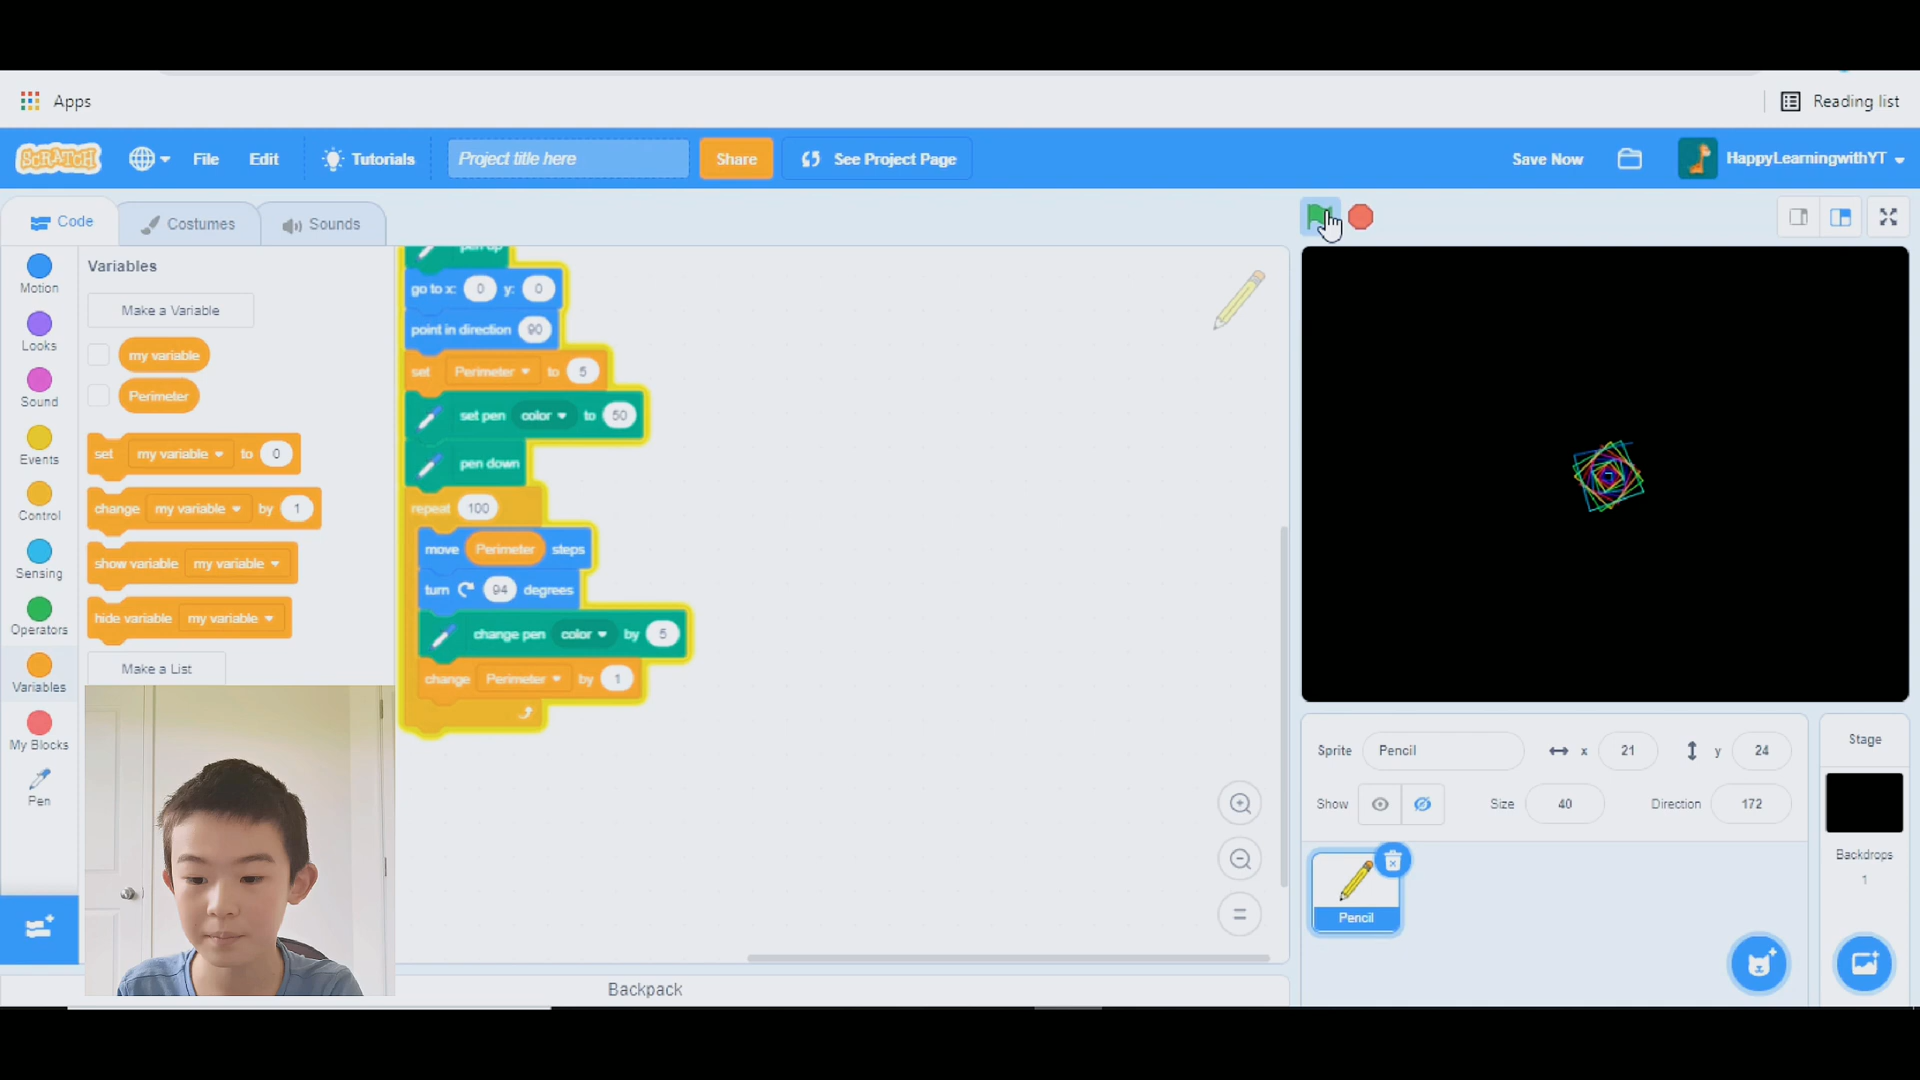 Apps
Reading list
SCRATCH
File
Edit
Tutorials
Project title here
Share
See Project Page
Save Now
HappyLearningwithYT
Code
Costumes
Sounds
Motion
Looks
Sound
Events
Control
Sensing
Operators
Variables
My Blocks
Pen
Variables
Make a Variable
my variable
Perimeter
set my variable to 0
change my variable by 1
show variable my variable
hide variable my variable
Make a List
pen up
go to x: 0 y: 0
point in direction 90
set Perimeter to 5
set pen color to 50
pen down
repeat 100
move Perimeter steps
turn 94 degrees
change pen color by 5
change Perimeter by 1
Backpack
Sprite Pencil x 21 y 24
Show Size 40 Direction 172
Pencil
Stage
Backdrops
1